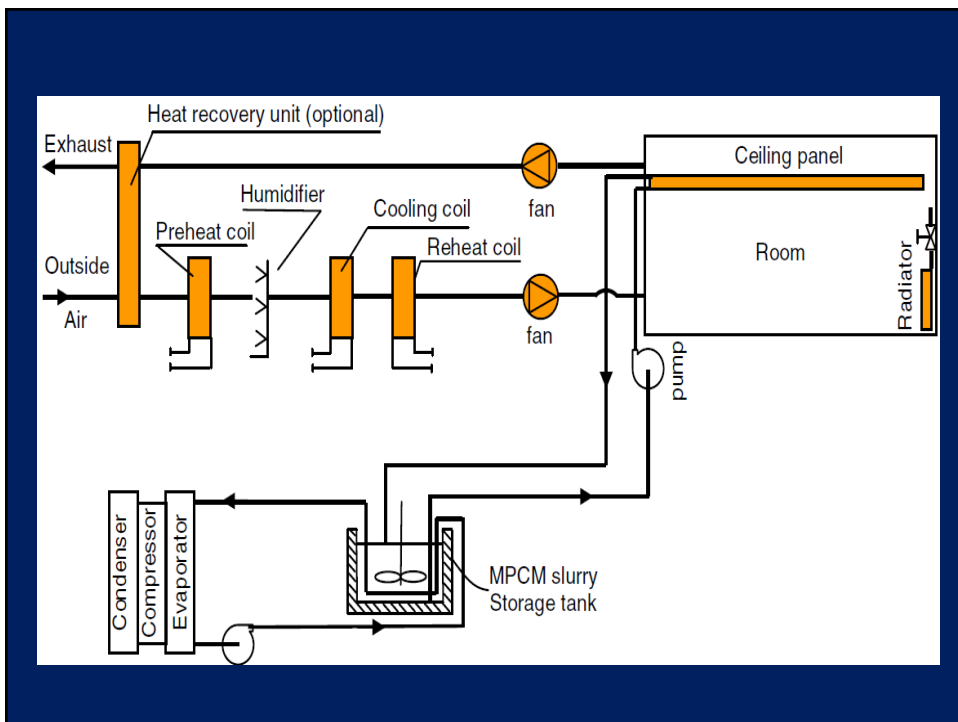 Heat recovery unit (optional)
Exhaust
Ceiling panel
Humidifier
Cooling coil
fan
Preheat coil
Reheat coil
Room
Outside
Air
fan
Radiator
pump
Condenser
Compressor
Evaporator
MPCM slurry
Storage tank